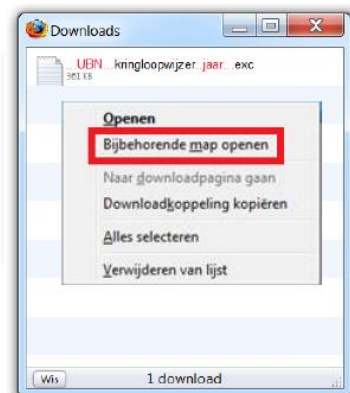 Downloads
...UBN...kringloopwijzer..jaar...exc
361 KB
Openen
Bijbehorende map openen
Naar downloadpagina gaan
Downloadkoppeling kopiëren
Alles selecteren
Verwijderen van lijst
Wis
1 download